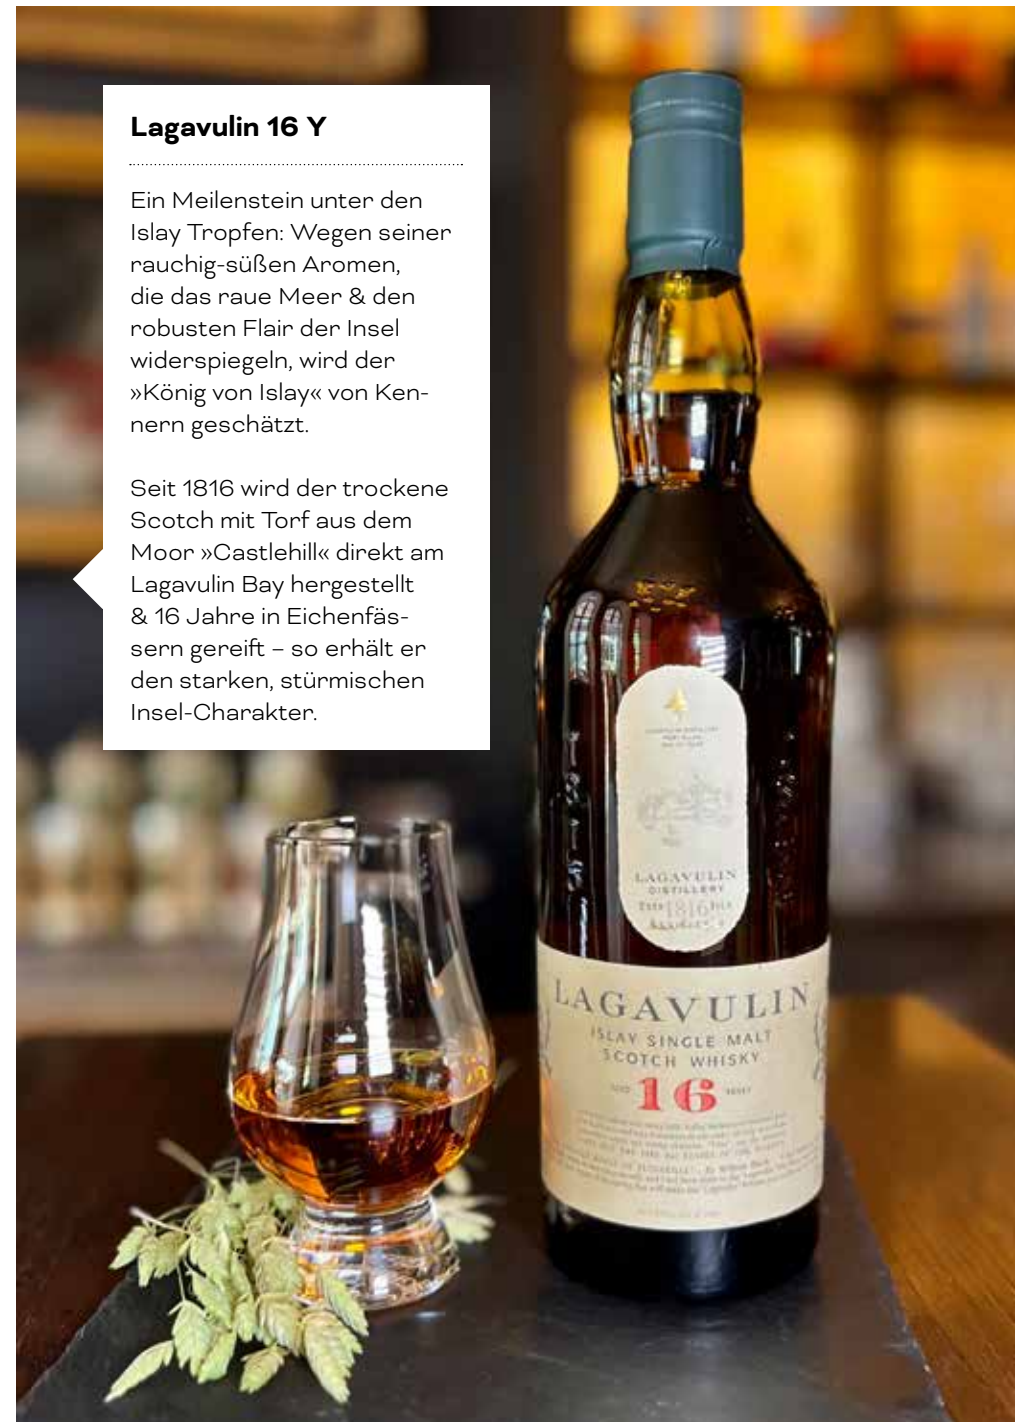 Lagavulin 16 Y
Ein Meilenstein unter den
Islay Tropfen: Wegen seiner
rauchig-süßen Aromen,
die das raue Meer & den
robusten Flair der Insel
widerspiegeln, wird der
»König von Islay« von Ken-
nern geschätzt.
Seit 1816 wird der trockene
Scotch mit Torf aus dem
Moor »Castlehill« direkt am
Lagavulin Bay hergestellt
& 16 Jahre in Eichenfäs-
sern gereift – so erhält er
den starken, stürmischen
Insel-Charakter.
LAGAVULIN
DISTILLERY
1816
LAGAVULIN
ISLAY SINGLE MALT
SCOTCH WHISKY
16